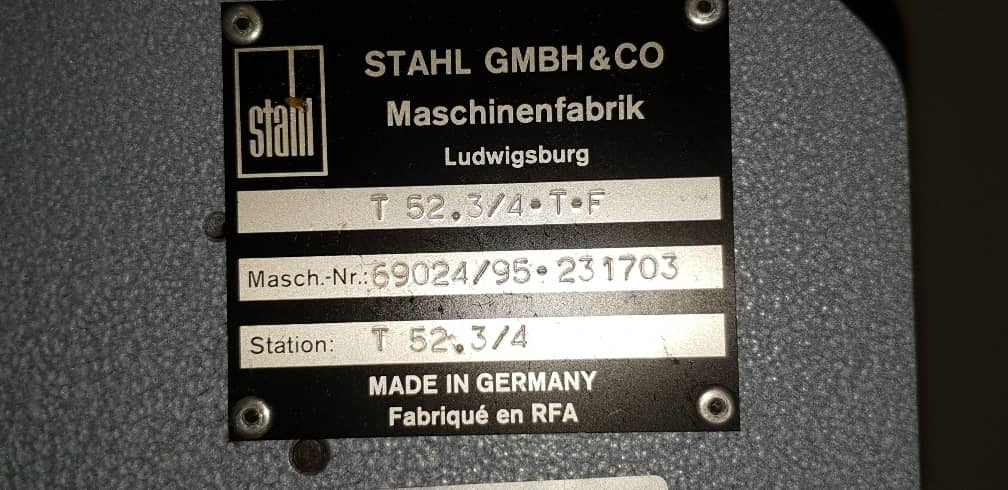 stahl
STAHL GMBH & CO
Maschinenfabrik
Ludwigsburg
T 52.3/4•T•F
Masch.-Nr.: 69024/95•231703
Station: T 52.3/4
MADE IN GERMANY
Fabriqué en RFA